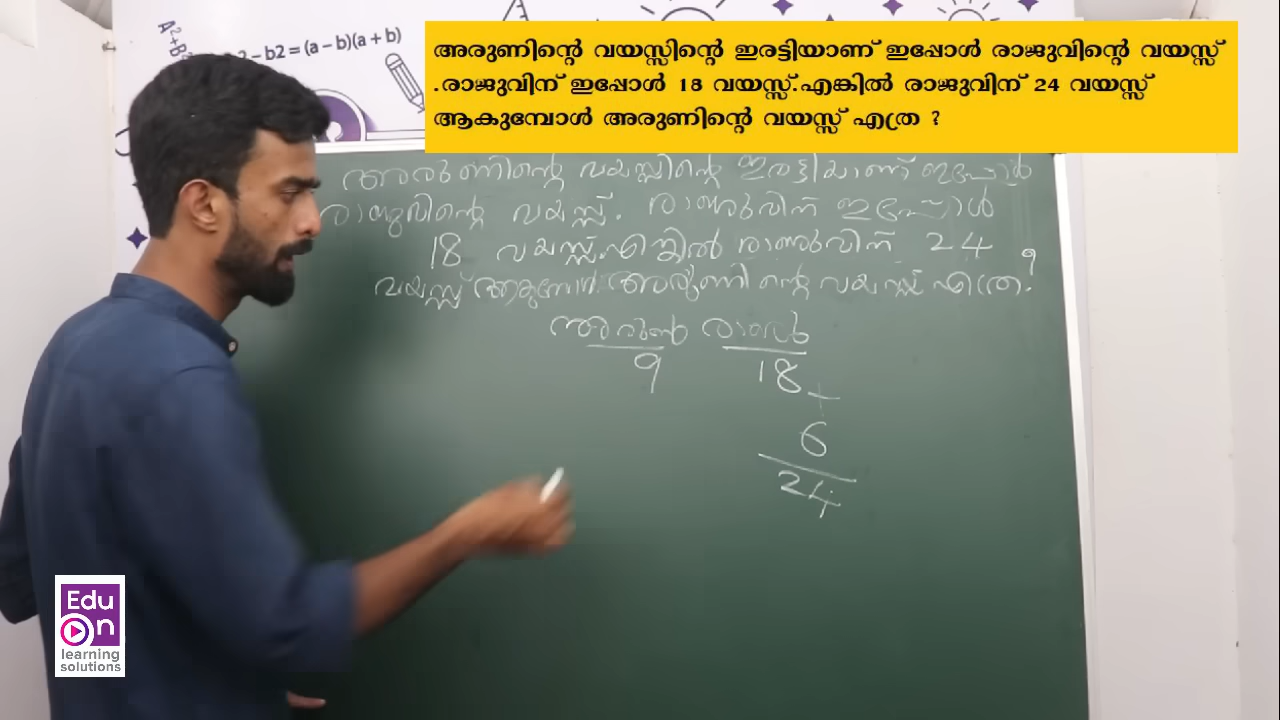 A²+B²
- b2 = (a – b)(a + b)
അരുണിന്റെ വയസ്സിന്റെ ഇരട്ടിയാണ് ഇപ്പോൾ രാജുവിന്റെ വയസ്സ്
.രാജുവിന് ഇപ്പോൾ 18 വയസ്സ്.എങ്കിൽ രാജുവിന് 24 വയസ്സ്
ആകുമ്പോൾ അരുണിന്റെ വയസ്സ് എത്ര ?
അരുണിന്റെ വയസ്സിന്റെ ഇരട്ടിയാണ് ഇപ്പോൾ
രാജുവിന്റെ വയസ്സ്. രാജുവിന് ഇപ്പോൾ
18 വയസ്സ്.എങ്കിൽ രാജുവിന് 24
വയസ്സ് ആകുമ്പോൾ അരുണിന്റെ വയസ്സ് എത്ര?
അരുൺ രാജു
9 18
+
6
24
Edu
On
learning
solutions